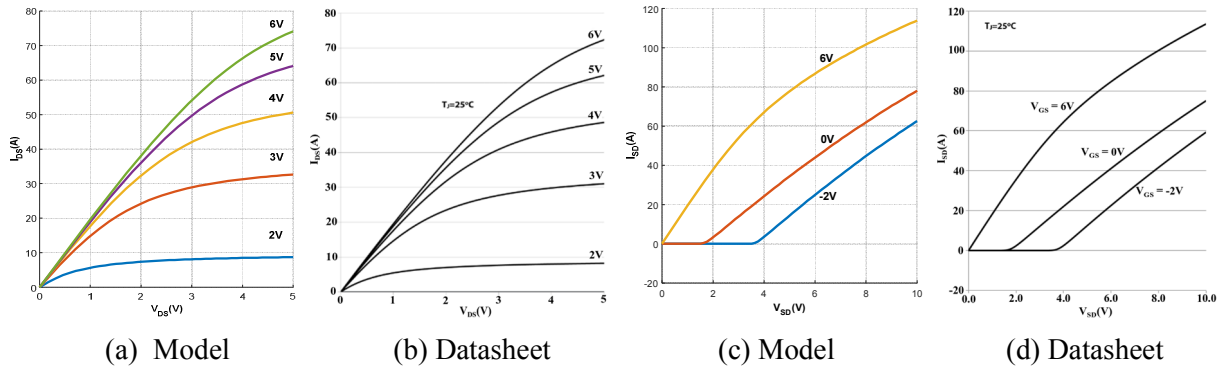 80
70
60
50
40
30
20
10
0
I_DS(A)
6V
5V
4V
3V
2V
0 1 2 3 4 5
V_DS(V)
(a) Model
80
70
60
50
40
30
20
10
0
I_DS(A)
T_J=25°C
6V
5V
4V
3V
2V
0 1 2 3 4 5
V_DS(V)
(b) Datasheet
120
100
80
60
40
20
0
-20
I_SD(A)
6V
0V
-2V
0 2 4 6 8 10
V_SD(V)
(c) Model
120
100
80
60
40
20
0
-20
I_SD(A)
T_J=25°C
V_GS = 6V
V_GS = 0V
V_GS = -2V
0.0 2.0 4.0 6.0 8.0 10.0
V_SD(V)
(d) Datasheet